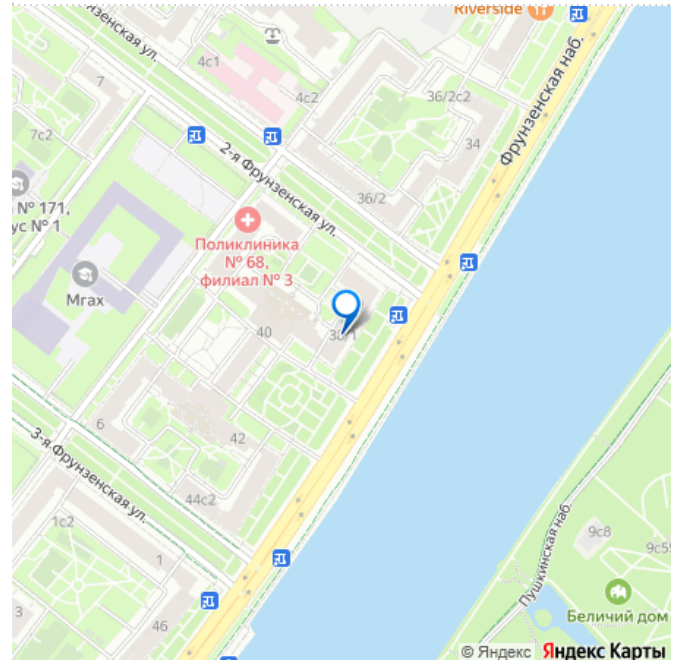 Riverside
нзенская ул.
4с1
7
4с2
36/2с2
Фрунзенская наб.
34
7с2
2-я Фрунзенская ул.
36/2
№ 171,
ус № 1
Поликлиника
№ 68,
филиал № 3
Мгах
40
38/1
6
42
3-я Фрунзенская ул.
44с2
1с2
1
Пушкинская наб.
9с8
9с55
3
46
Беличий дом
© Яндекс Яндекс Карты